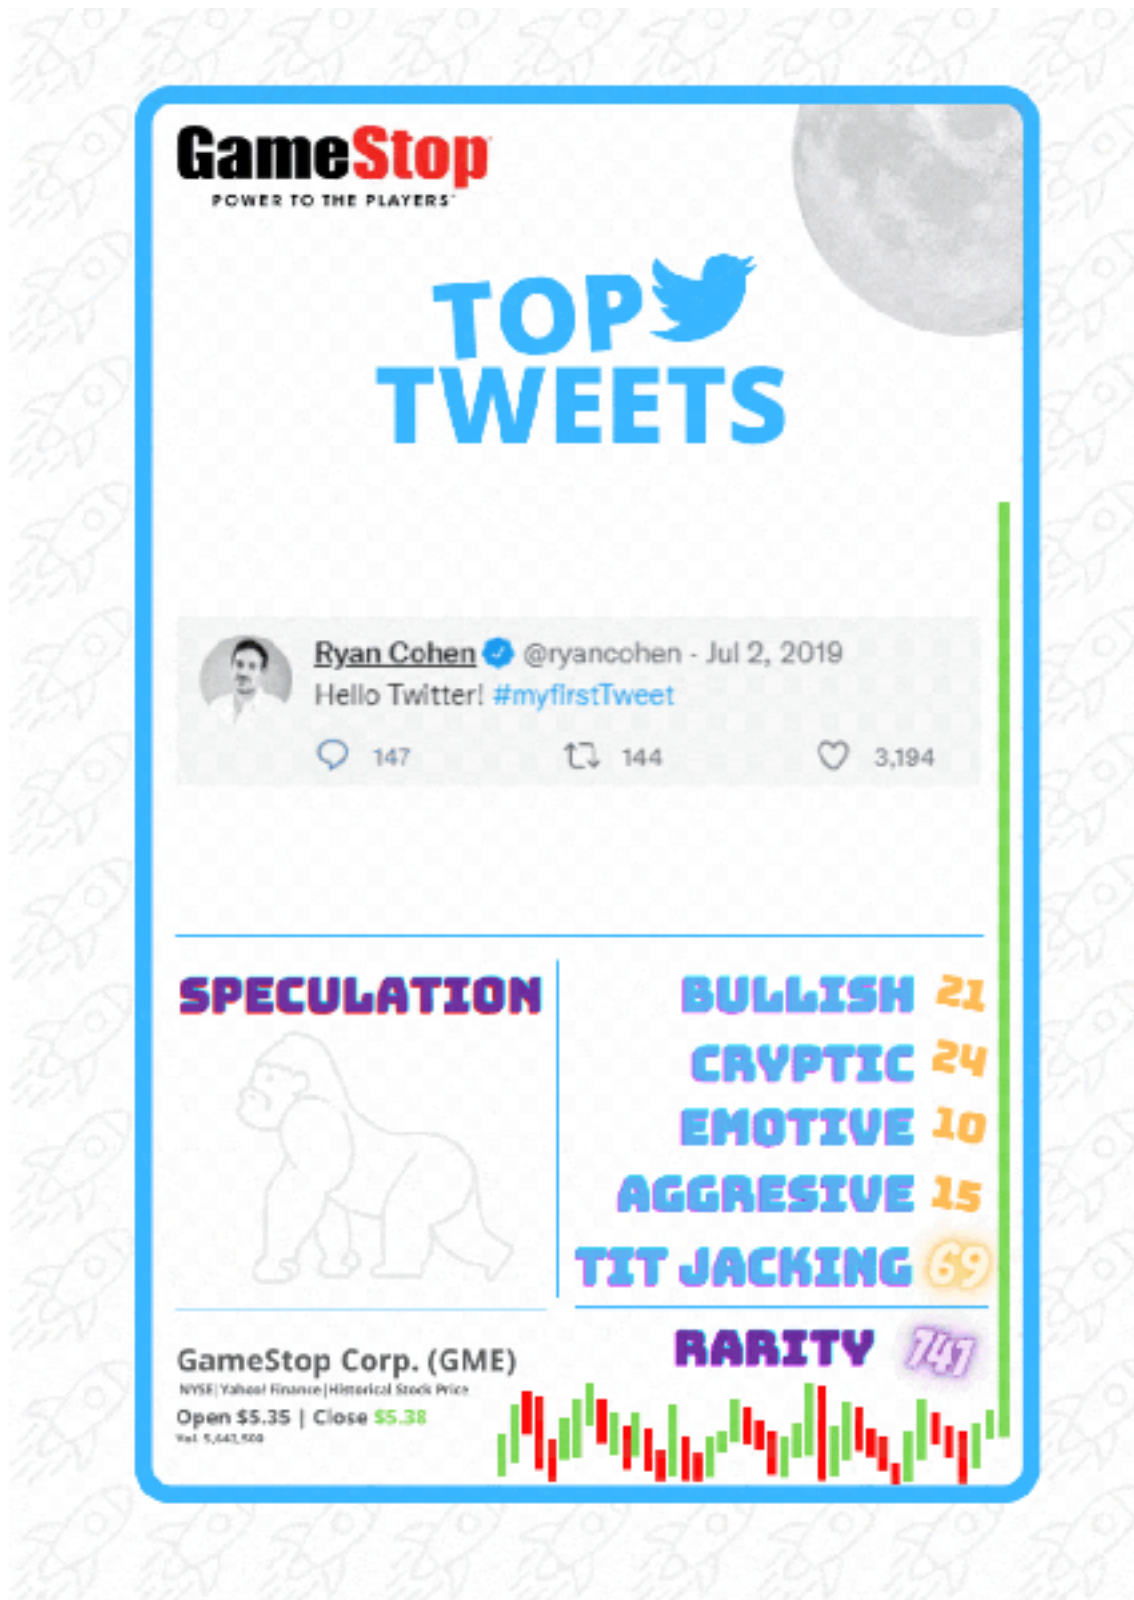 GameStop
POWER TO THE PLAYERS
TOP
TWEETS
Ryan Cohen @ryancohen - Jul 2, 2019
Hello Twitter! #myfirstTweet
147 144 3,194
SPECULATION
BULLISH 21
CRYPTIC 24
EMOTIVE 10
AGGRESIVE 15
TIT JACKING 69
RARITY 741
GameStop Corp. (GME)
NYSE|Yahoo! Finance|Historical Stock Price
Open $5.35 | Close $5.38
Vol.